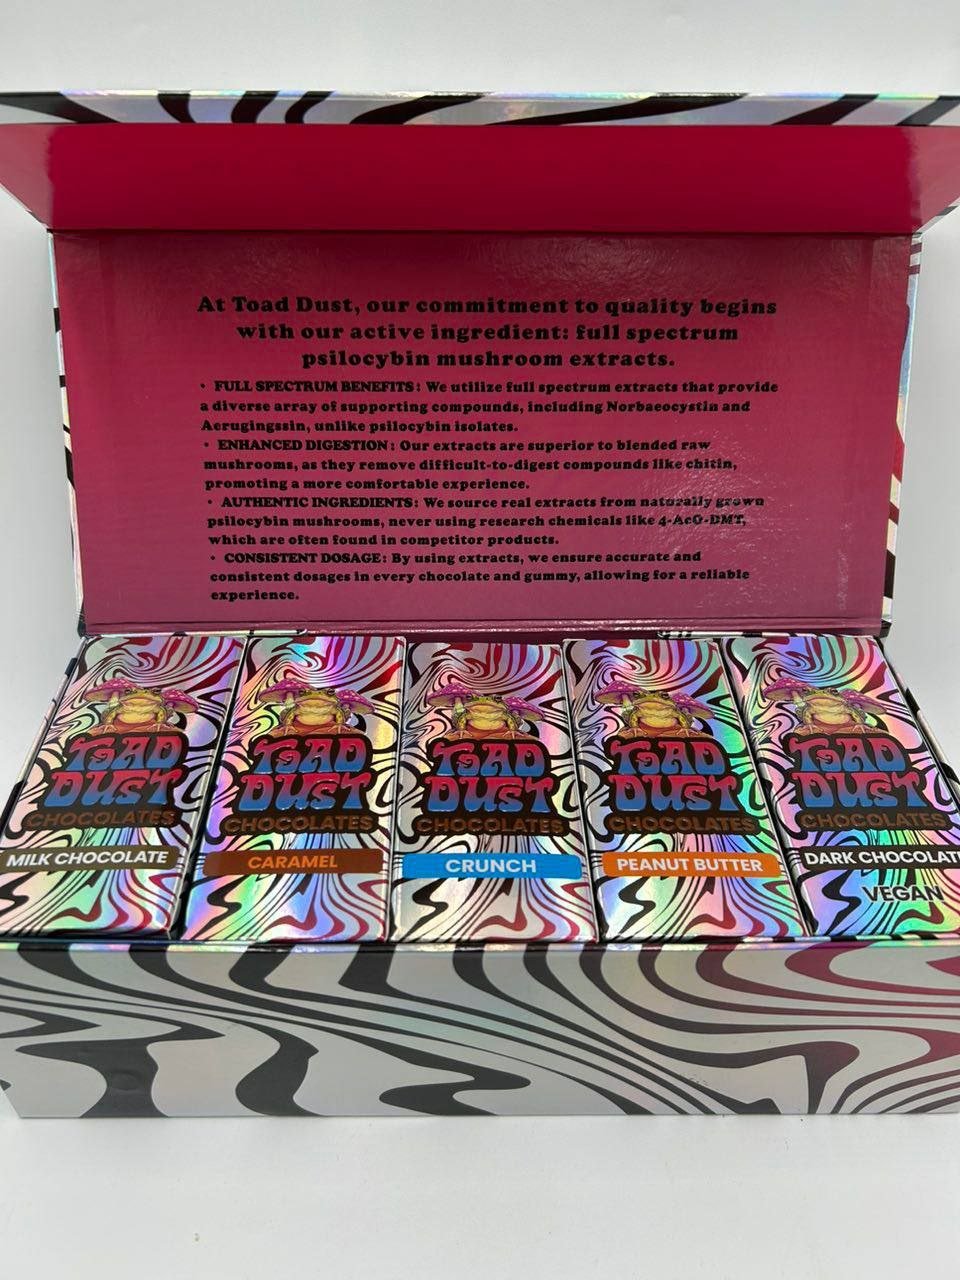 At Toad Dust, our commitment to quality begins
with our active ingredient: full spectrum
psilocybin mushroom extracts.
• FULL SPECTRUM BENEFITS: We utilize full spectrum extracts that provide
a diverse array of supporting compounds, including Norbaeocystin and
Aerugingssin, unlike psilocybin isolates.
• ENHANCED DIGESTION: Our extracts are superior to blended raw
mushrooms, as they remove difficult-to-digest compounds like chitin,
promoting a more comfortable experience.
• AUTHENTIC INGREDIENTS: We source real extracts from naturally grown
psilocybin mushrooms, never using research chemicals like 4-AcO-DMT,
which are often found in competitor products.
• CONSISTENT DOSAGE: By using extracts, we ensure accurate and
consistent dosages in every chocolate and gummy, allowing for a reliable
experience.
TOAD
DUST
CHOCOLATES
MILK CHOCOLATE
TOAD
DUST
CHOCOLATES
CARAMEL
TOAD
DUST
CHOCOLATES
CRUNCH
TOAD
DUST
CHOCOLATES
PEANUT BUTTER
TOAD
DUST
CHOCOLATES
DARK CHOCOLATE
VEGAN